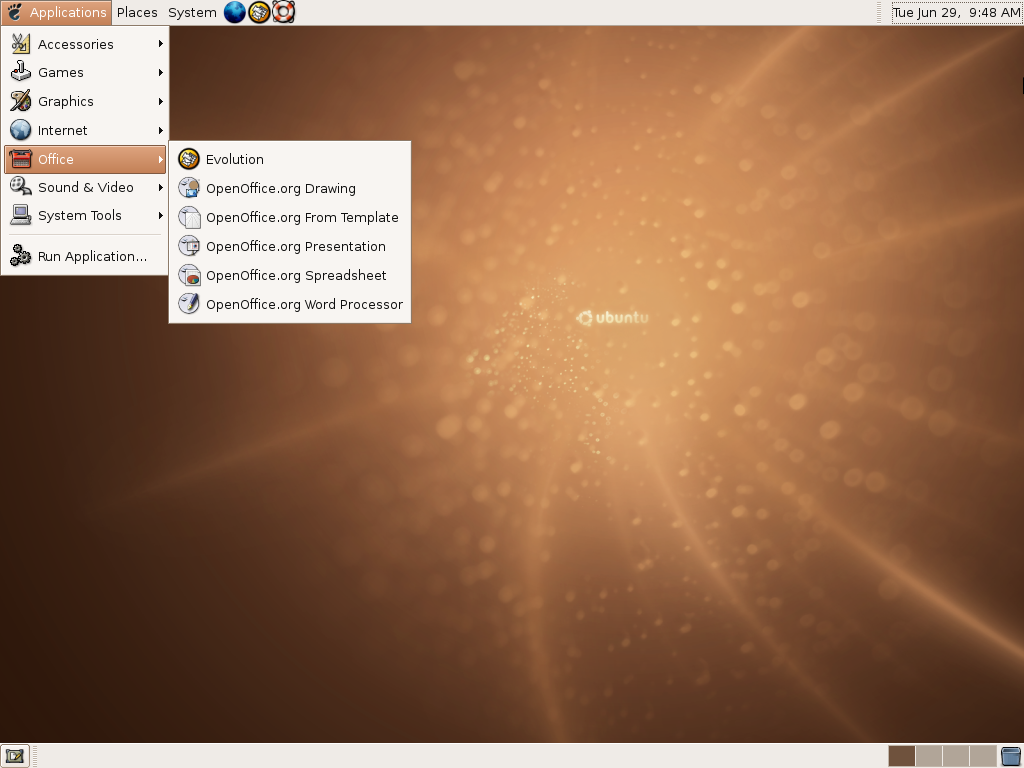 Applications Places System
Tue Jun 29, 9:48 AM
Accessories
Games
Graphics
Internet
Office
Sound & Video
System Tools
Run Application...
Evolution
OpenOffice.org Drawing
OpenOffice.org From Template
OpenOffice.org Presentation
OpenOffice.org Spreadsheet
OpenOffice.org Word Processor
ubuntu